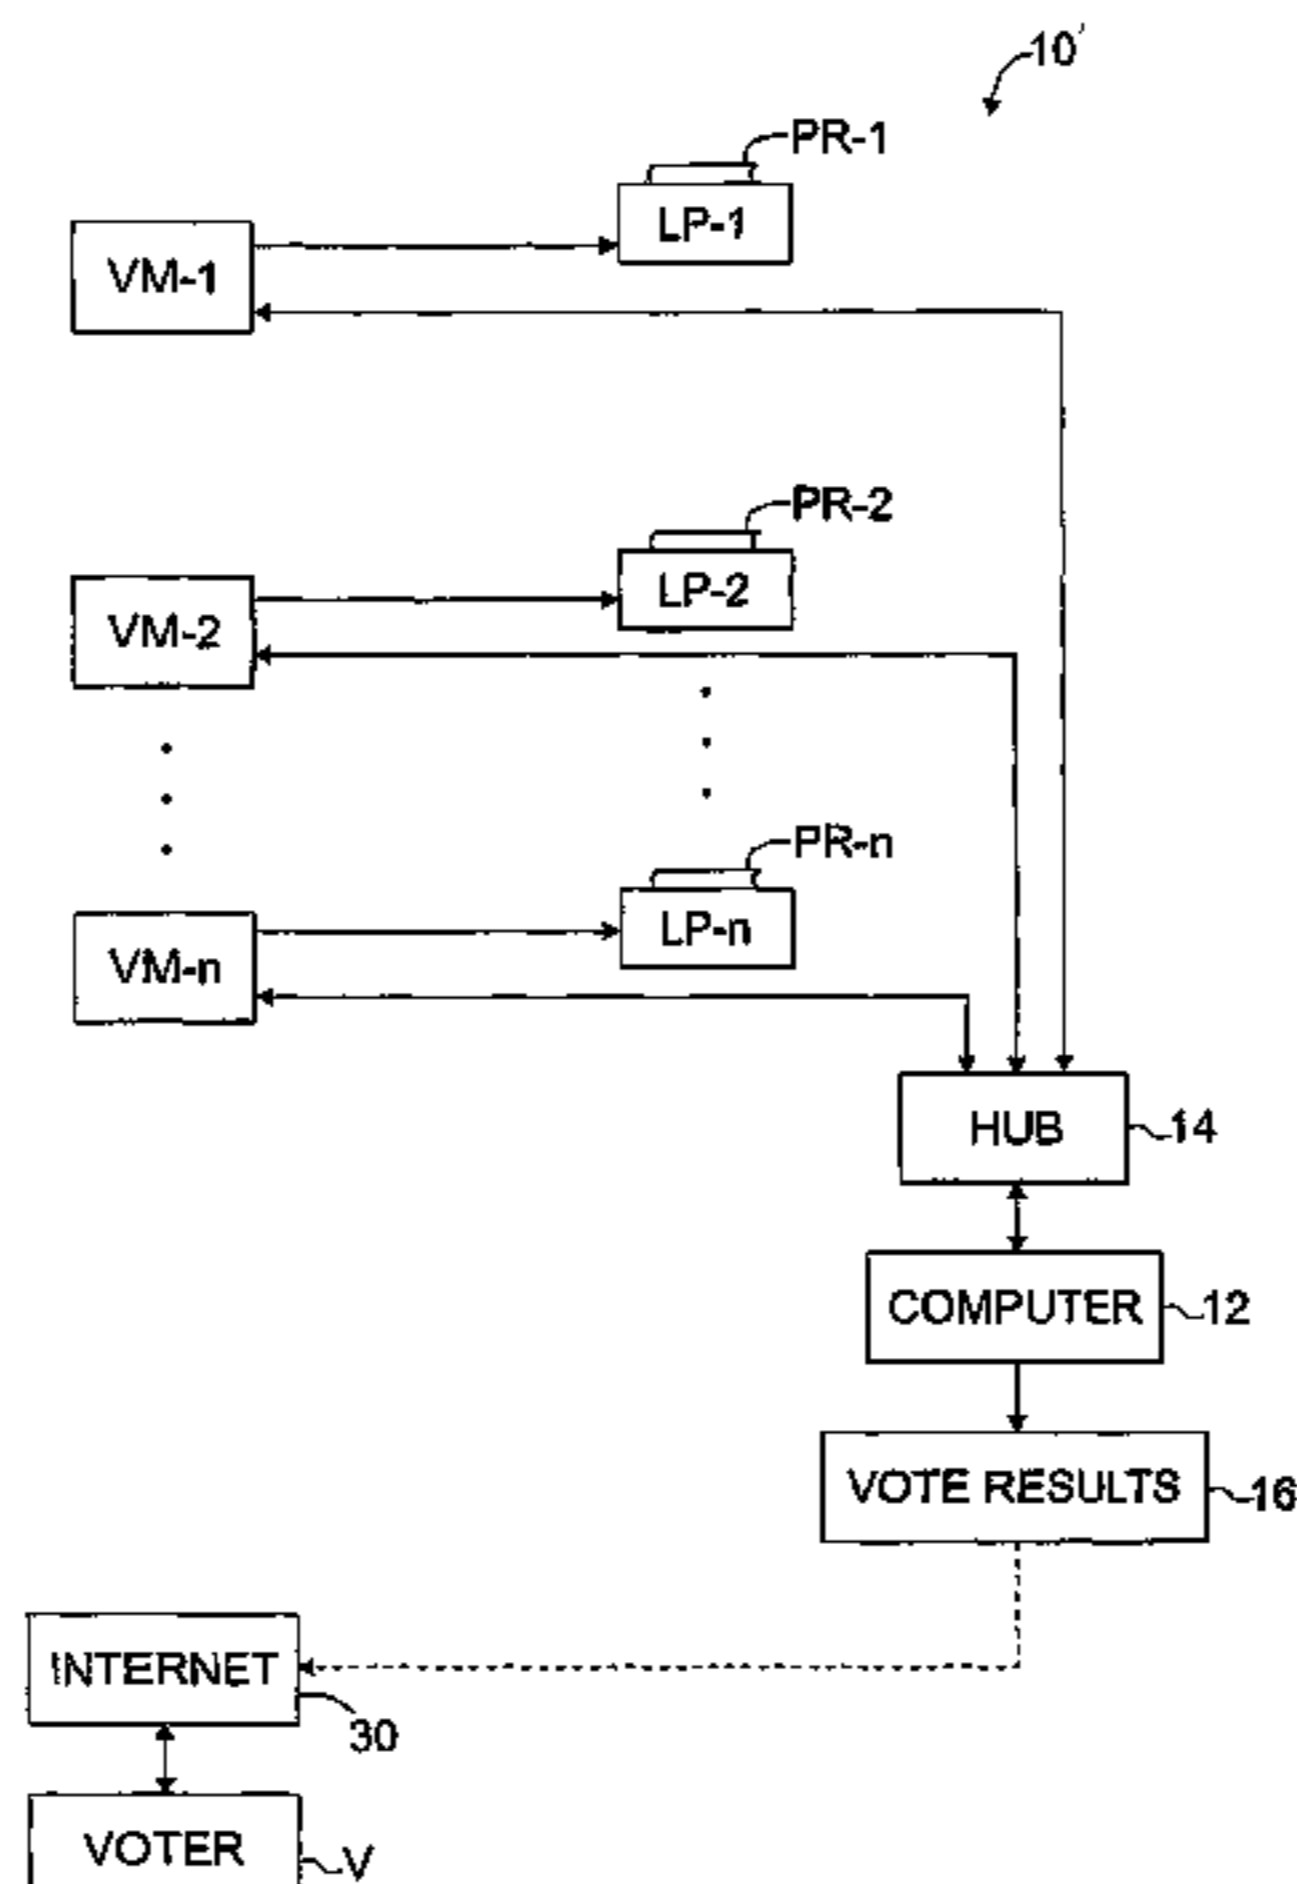 10'
PR-1
LP-1
VM-1
PR-2
LP-2
VM-2
PR-n
LP-n
VM-n
HUB
14
COMPUTER
12
VOTE RESULTS
16
INTERNET
30
VOTER
V